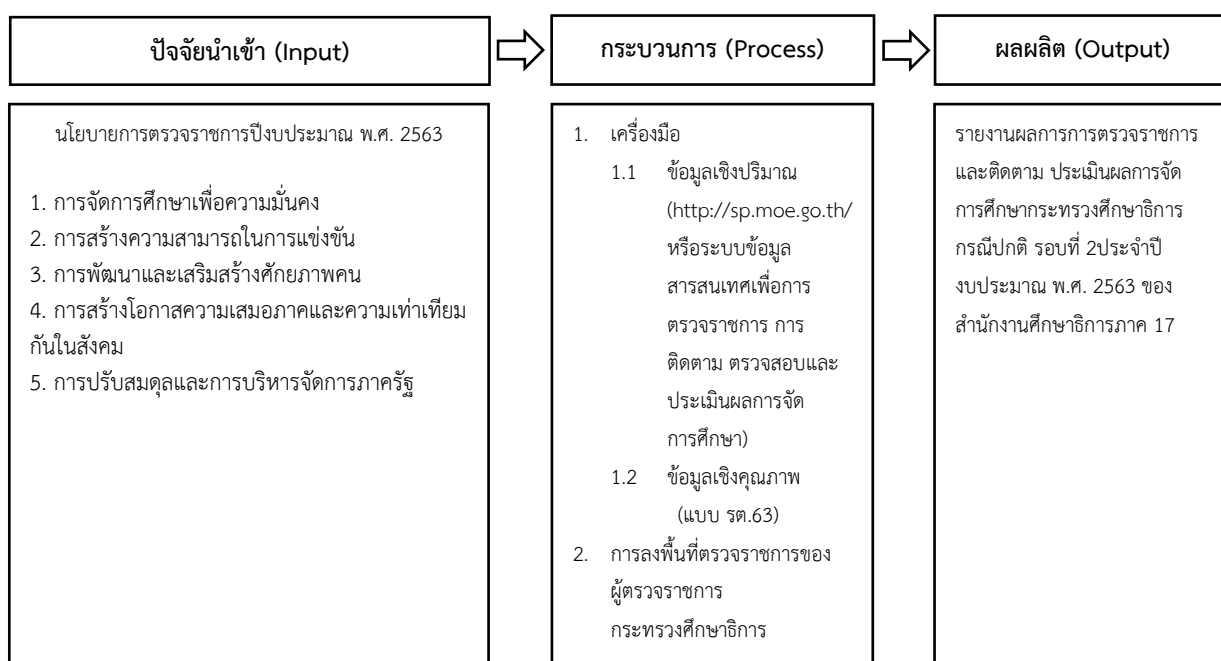 ปัจจัยนำเข้า (Input)
กระบวนการ (Process)
ผลผลิต (Output)
นโยบายการตรวจราชการปีงบประมาณ พ.ศ. 2563
1. การจัดการศึกษาเพื่อความมั่นคง
2. การสร้างความสามารถในการแข่งขัน
3. การพัฒนาและเสริมสร้างศักยภาพคน
4. การสร้างโอกาสความเสมอภาคและความเท่าเทียม
กันในสังคม
5. การปรับสมดุลและการบริหารจัดการภาครัฐ
1. เครื่องมือ
1.1 ข้อมูลเชิงปริมาณ
(http://sp.moe.go.th/
หรือระบบข้อมูล
สารสนเทศเพื่อการ
ตรวจราชการ การ
ติดตาม ตรวจสอบและ
ประเมินผลการจัด
การศึกษา)
1.2 ข้อมูลเชิงคุณภาพ
(แบบ รต.63)
2. การลงพื้นที่ตรวจราชการของ
ผู้ตรวจราชการ
กระทรวงศึกษาธิการ
รายงานผลการการตรวจราชการ
และติดตาม ประเมินผลการจัด
การศึกษากระทรวงศึกษาธิการ
กรณีปกติ รอบที่ 2ประจำปี
งบประมาณ พ.ศ. 2563 ของ
สำนักงานศึกษาธิการภาค 17